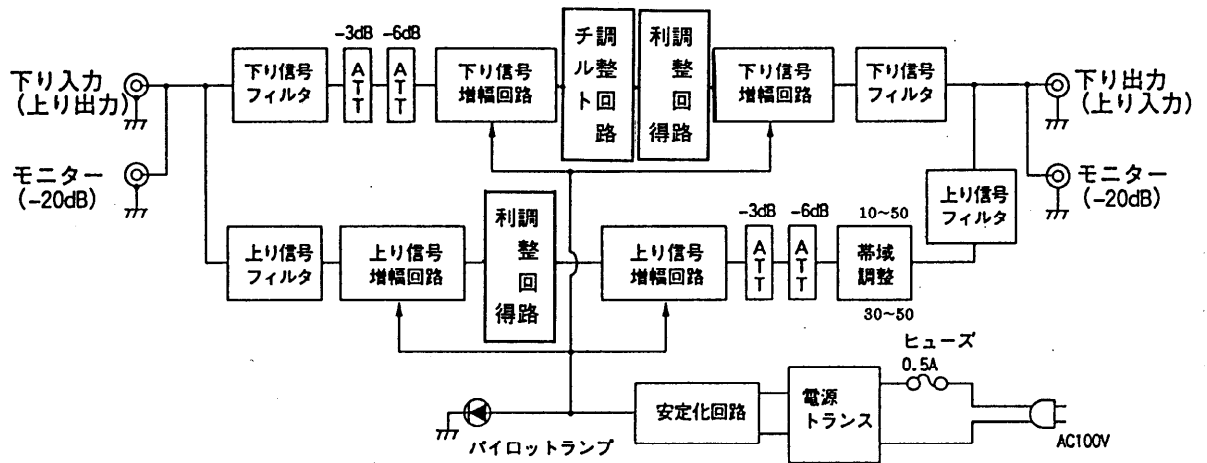 -3dB
-6dB
下り入力
(上り出力)
下り信号
フィルタ
ATT
ATT
下り信号
増幅回路
チルト
調整回路
利得
調整回路
下り信号
増幅回路
下り信号
フィルタ
下り出力
(上り入力)
モニター
(-20dB)
モニター
(-20dB)
上り信号
フィルタ
上り信号
フィルタ
上り信号
増幅回路
利得
調整回路
上り信号
増幅回路
-3dB
-6dB
ATT
ATT
10~50
帯域
調整
30~50
ヒューズ
0.5A
パイロットランプ
安定化回路
電源
トランス
AC100V